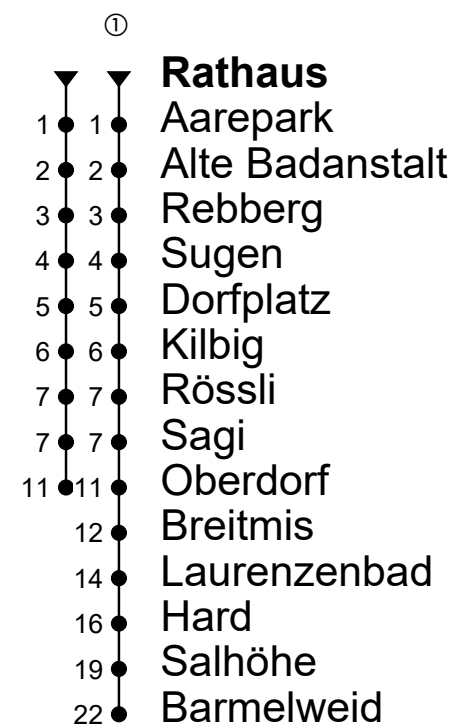 ①
Rathaus
1 1 Aarepark
2 2 Alte Badanstalt
3 3 Rebberg
4 4 Sugen
5 5 Dorfplatz
6 6 Kilbig
7 7 Rössli
7 7 Sagi
11 11 Oberdorf
12 Breitmis
14 Laurenzenbad
16 Hard
19 Salhöhe
22 Barmelweid